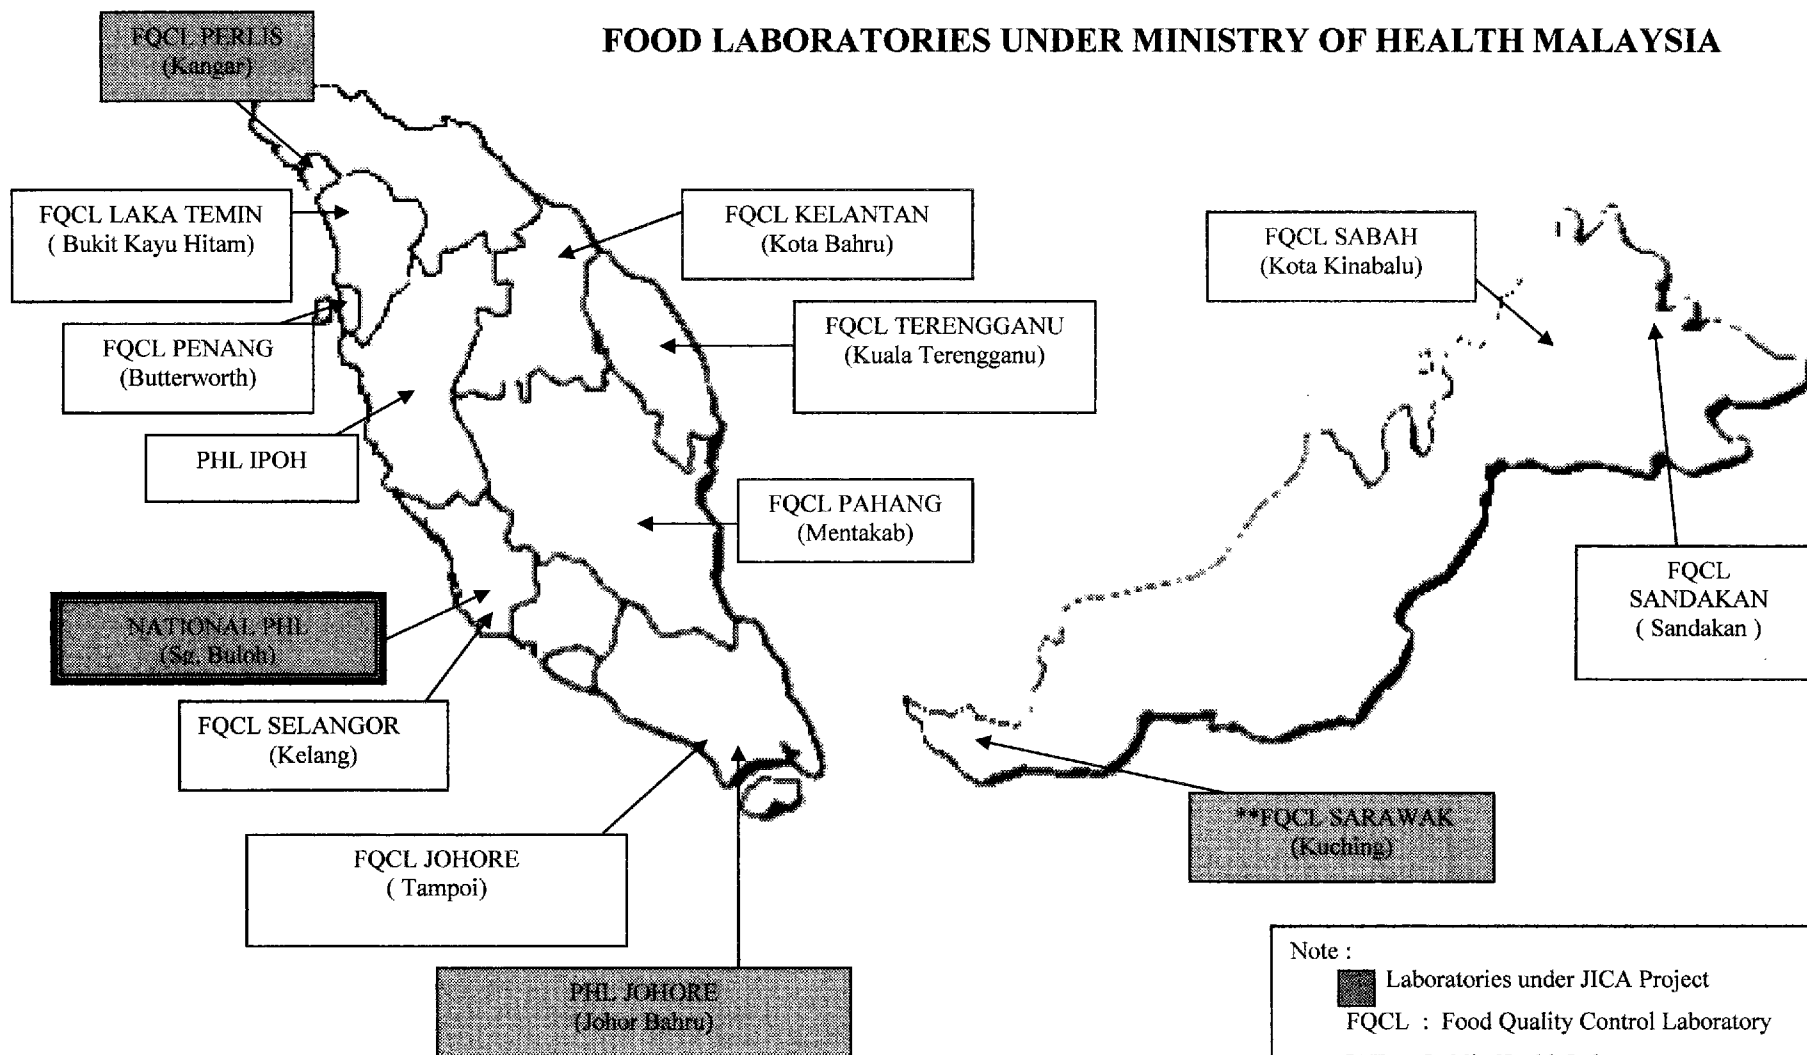 FOOD LABORATORIES UNDER MINISTRY OF HEALTH MALAYSIA
FQCL PERLIS
(Kangar)
FQCL LAKA TEMIN
( Bukit Kayu Hitam)
FQCL PENANG
(Butterworth)
PHL IPOH
NATIONAL PHL
(Sg. Buloh)
FQCL SELANGOR
(Kelang)
FQCL JOHORE
( Tampoi)
PHL JOHORE
(Johor Bahru)
FQCL KELANTAN
(Kota Bahru)
FQCL TERENGGANU
(Kuala Terengganu)
FQCL PAHANG
(Mentakab)
FQCL SABAH
(Kota Kinabalu)
FQCL
SANDAKAN
( Sandakan )
**FQCL SARAWAK
(Kuching)
Note :
Laboratories under JICA Project
FQCL : Food Quality Control Laboratory